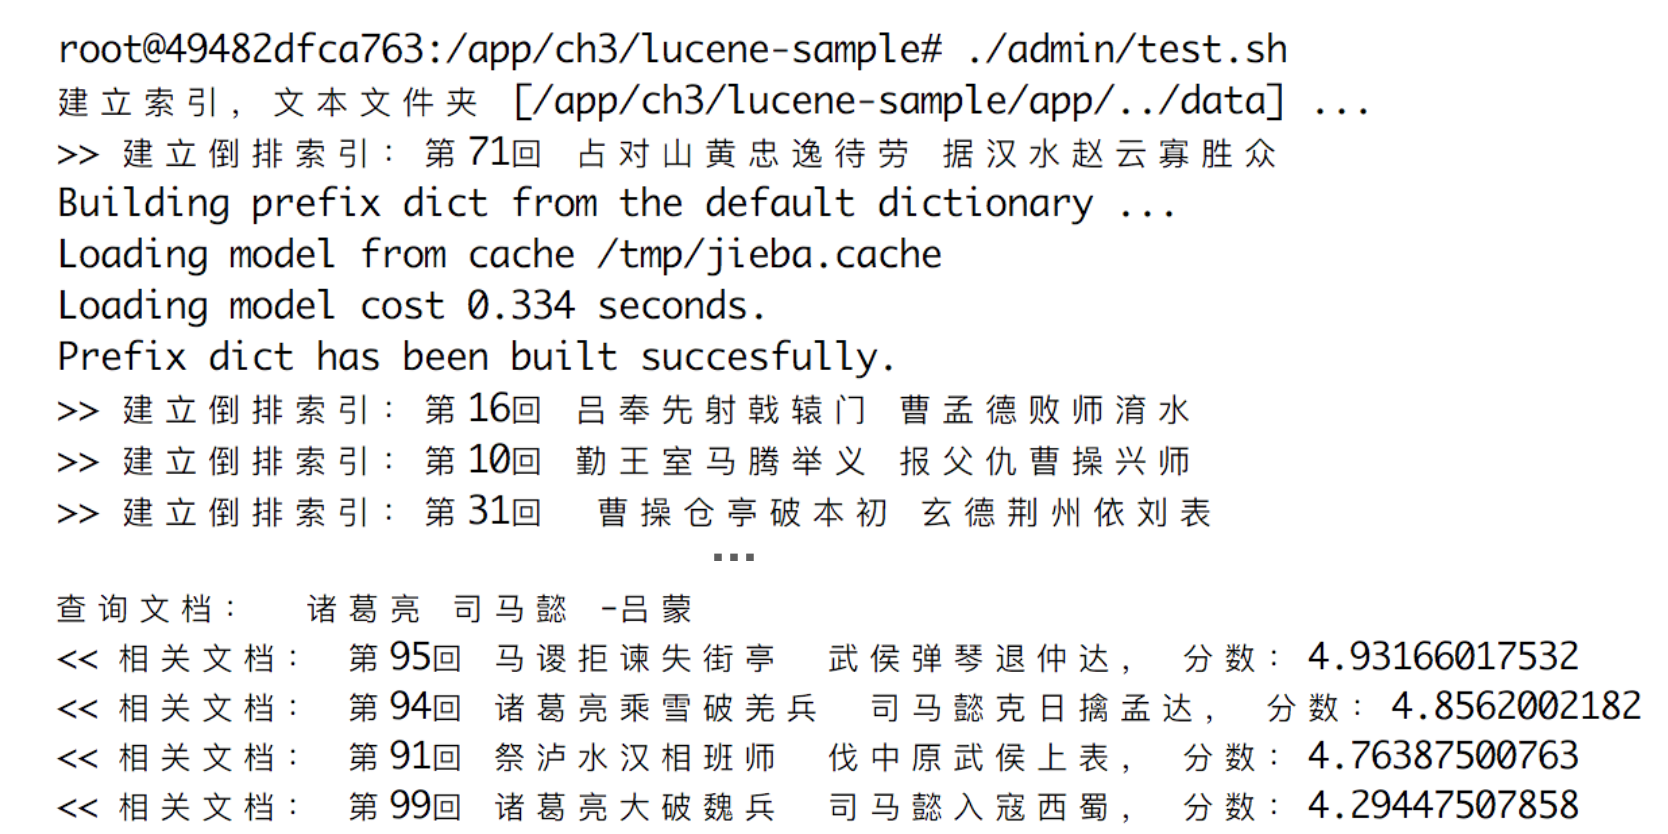 root@49482dfca763:/app/ch3/lucene-sample# ./admin/test.sh
建立索引，文本文件夹 [/app/ch3/lucene-sample/app/../data] ...
>> 建立倒排索引： 第71回 占对山黄忠逸待劳 据汉水赵云寡胜众
Building prefix dict from the default dictionary ...
Loading model from cache /tmp/jieba.cache
Loading model cost 0.334 seconds.
Prefix dict has been built succesfully.
>> 建立倒排索引： 第16回 吕奉先射戟辕门 曹孟德败师淯水
>> 建立倒排索引： 第10回 勤王室马腾举义 报父仇曹操兴师
>> 建立倒排索引： 第31回 曹操仓亭破本初 玄德荆州依刘表
...
查询文档： 诸葛亮 司马懿 -吕蒙
<< 相关文档： 第95回 马谡拒谏失街亭 武侯弹琴退仲达， 分数：4.93166017532
<< 相关文档： 第94回 诸葛亮乘雪破羌兵 司马懿克日擒孟达， 分数：4.8562002182
<< 相关文档： 第91回 祭泸水汉相班师 伐中原武侯上表， 分数：4.76387500763
<< 相关文档： 第99回 诸葛亮大破魏兵 司马懿入寇西蜀， 分数：4.29447507858